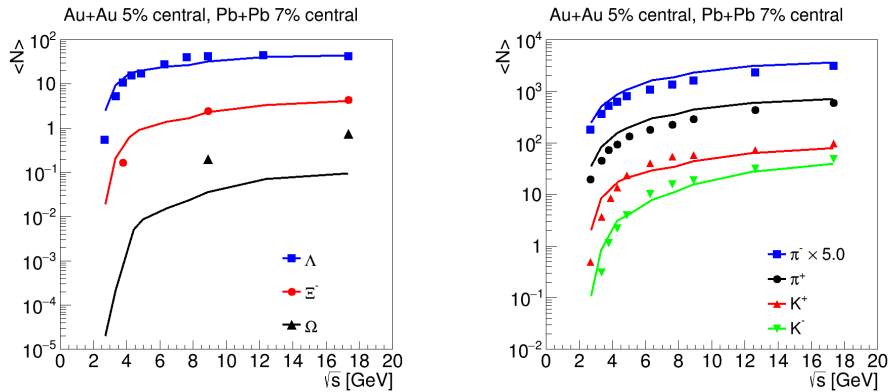 Au+Au 5% central, Pb+Pb 7% central
<N>
10²
10
1
10⁻¹
10⁻²
10⁻³
10⁻⁴
10⁻⁵
Λ
Ξ⁻
Ω
0 2 4 6 8 10 12 14 16 18 20
√s [GeV]
Au+Au 5% central, Pb+Pb 7% central
<N>
10⁴
10³
10²
10
1
10⁻¹
10⁻²
π⁻ × 5.0
π⁺
K⁺
K⁻
0 2 4 6 8 10 12 14 16 18 20
√s [GeV]